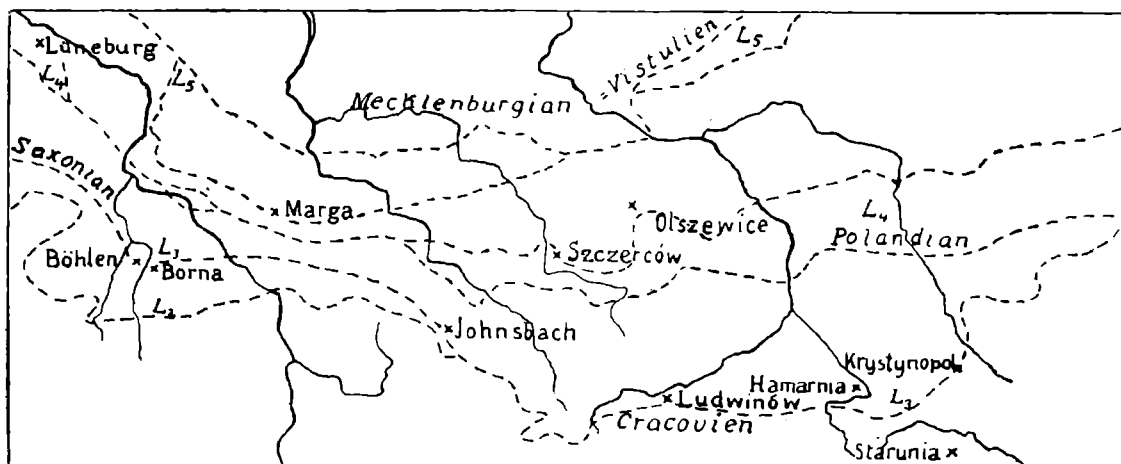 Lüneburg
L4
L5
Mecklenburgian
Vistulien
L5
Saxonian
Marga
Olszewice
L4
Polandian
Böhlen
L1
Borna
Szczerców
L2
Johnsbach
Krystynopol
Hamarnia
L3
Ludwinów
Cracovien
Starunia